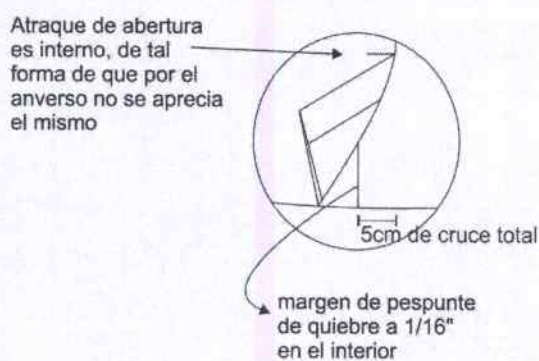 Atraque de abertura
es interno, de tal
forma de que por el
anverso no se aprecia
el mismo
5cm de cruce total
margen de pespunte
de quiebre a 1/16"
en el interior